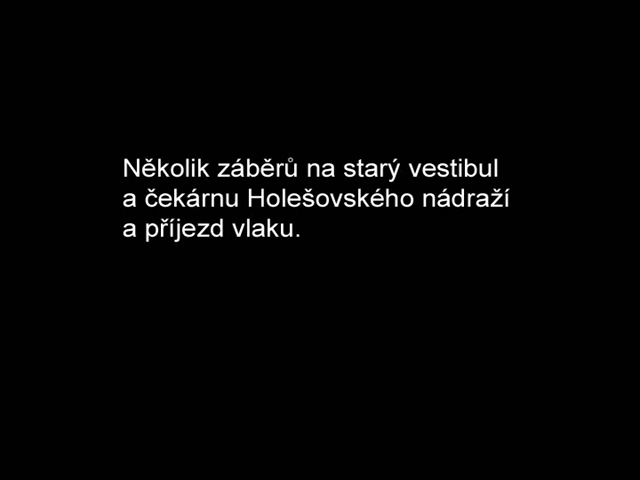 Několik záběrů na starý vestibul
a čekárnu Holešovského nádraží
a příjezd vlaku.